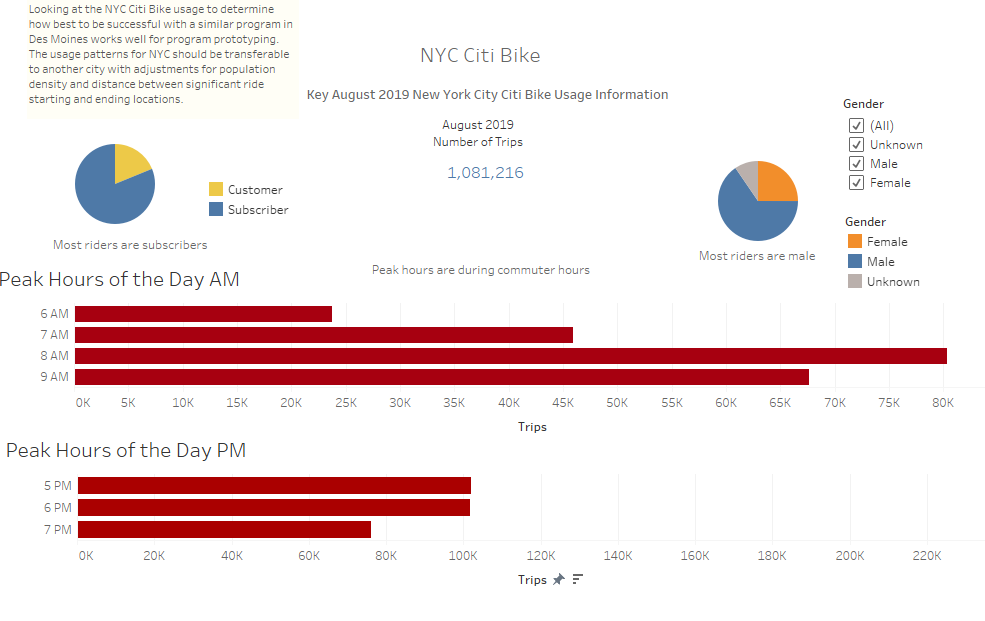 Looking at the NYC Citi Bike usage to determine
how best to be successful with a similar program in
Des Moines works well for program prototyping.
The usage patterns for NYC should be transferable
to another city with adjustments for population
density and distance between significant ride
starting and ending locations.
NYC Citi Bike
Key August 2019 New York City Citi Bike Usage Information
August 2019
Number of Trips
1,081,216
Customer
Subscriber
Most riders are subscribers
Gender
(All)
Unknown
Male
Female
Gender
Female
Male
Unknown
Most riders are male
Peak hours are during commuter hours
Peak Hours of the Day AM
6 AM
7 AM
8 AM
9 AM
0K 5K 10K 15K 20K 25K 30K 35K 40K 45K 50K 55K 60K 65K 70K 75K 80K
Trips
Peak Hours of the Day PM
5 PM
6 PM
7 PM
0K 20K 40K 60K 80K 100K 120K 140K 160K 180K 200K 220K
Trips